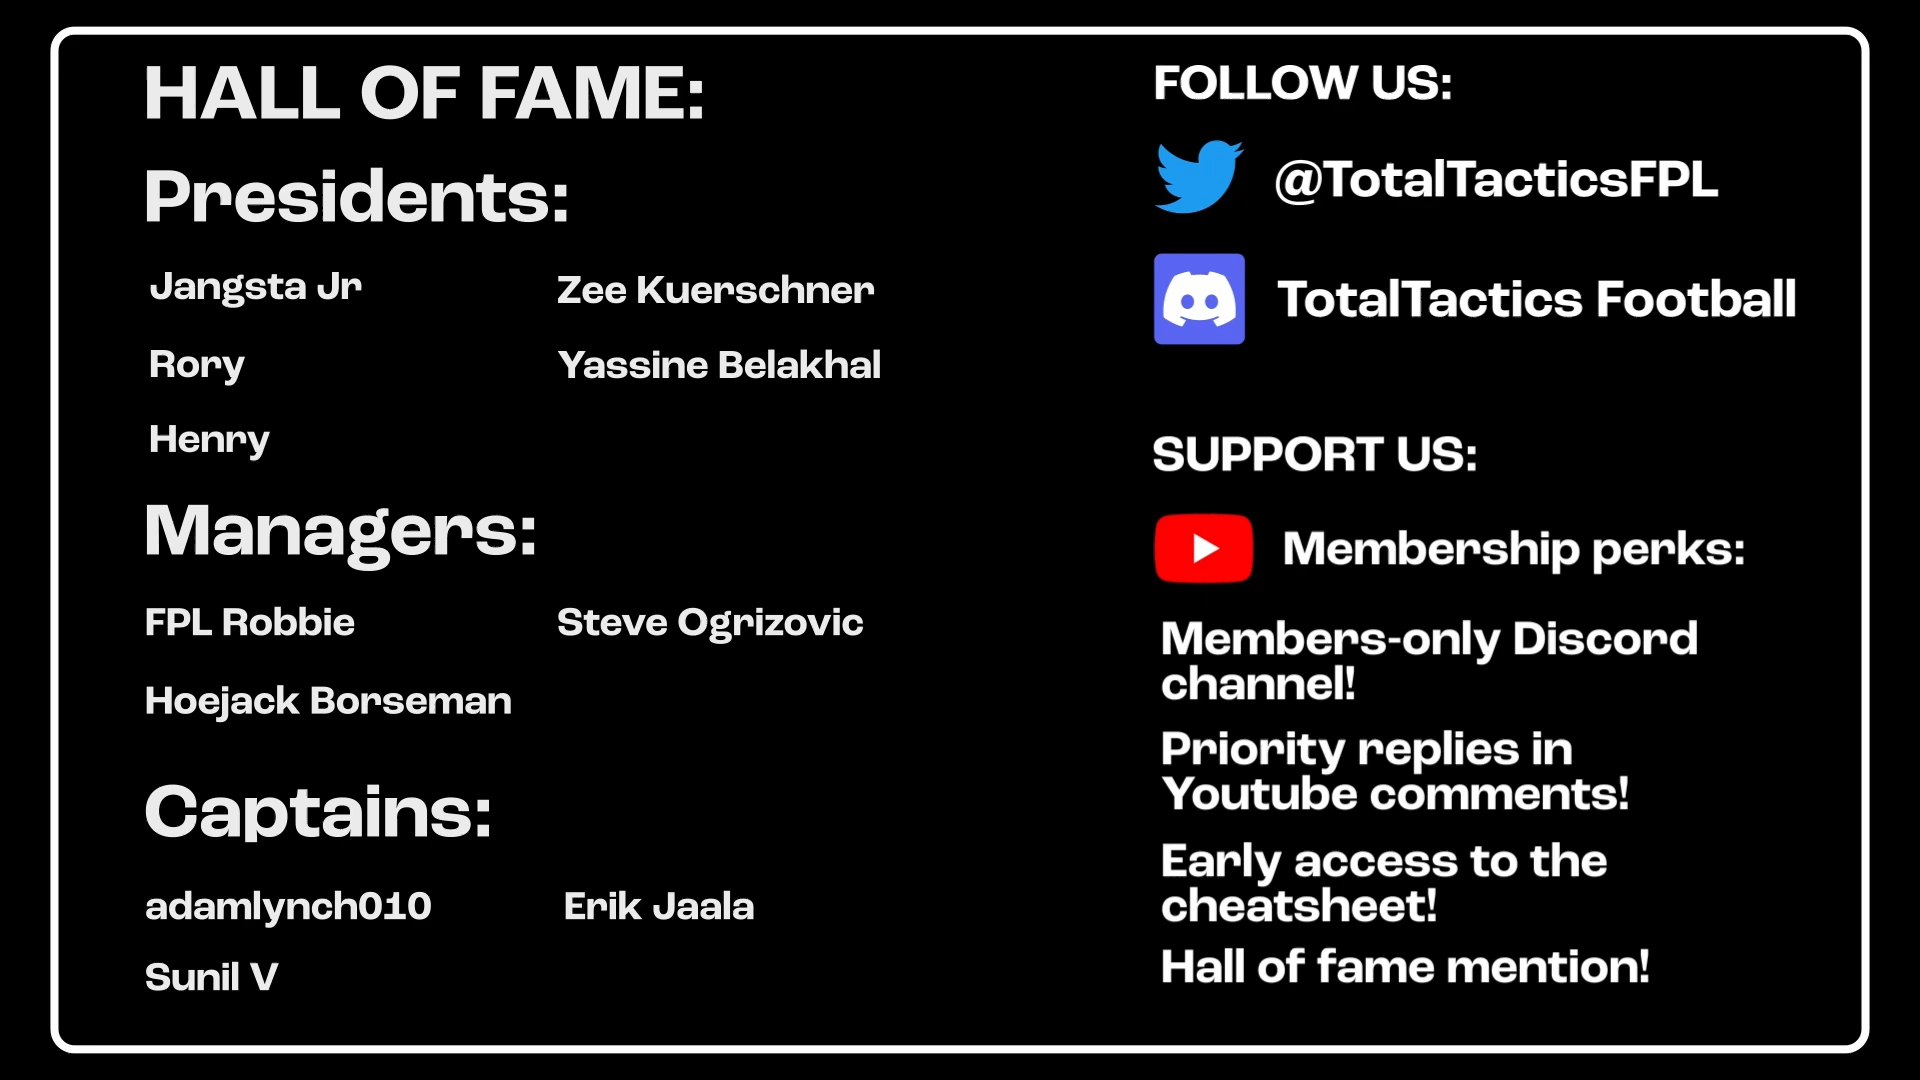 HALL OF FAME:
Presidents:
Jangsta Jr
Zee Kuerschner
Rory
Yassine Belakhal
Henry
Managers:
FPL Robbie
Steve Ogrizovic
Hoejack Borseman
Captains:
adamlynch010
Erik Jaala
Sunil V
FOLLOW US:
@TotalTacticsFPL
TotalTactics Football
SUPPORT US:
Membership perks:
Members-only Discord
channel!
Priority replies in
Youtube comments!
Early access to the
cheatsheet!
Hall of fame mention!